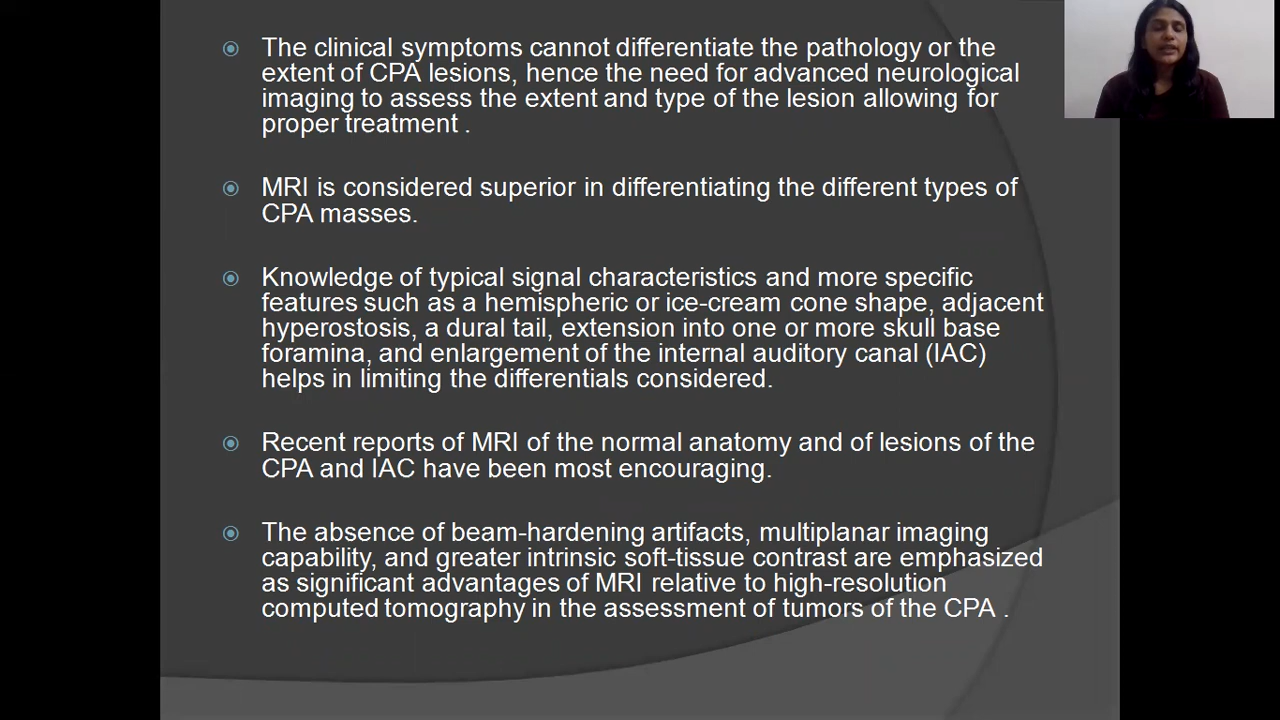 The clinical symptoms cannot differentiate the pathology or the
extent of CPA lesions, hence the need for advanced neurological
imaging to assess the extent and type of the lesion allowing for
proper treatment .
MRI is considered superior in differentiating the different types of
CPA masses.
Knowledge of typical signal characteristics and more specific
features such as a hemispheric or ice-cream cone shape, adjacent
hyperostosis, a dural tail, extension into one or more skull base
foramina, and enlargement of the internal auditory canal (IAC)
helps in limiting the differentials considered.
Recent reports of MRI of the normal anatomy and of lesions of the
CPA and IAC have been most encouraging.
The absence of beam-hardening artifacts, multiplanar imaging
capability, and greater intrinsic soft-tissue contrast are emphasized
as significant advantages of MRI relative to high-resolution
computed tomography in the assessment of tumors of the CPA .